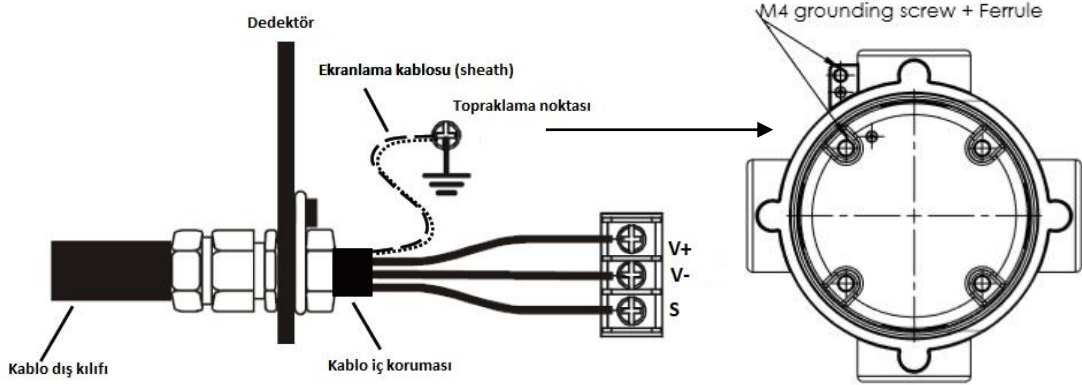 Dedektör
M4 grounding screw + Ferrule
Ekranlama kablosu (sheath)
Topraklama noktası
V+
V-
S
Kablo dış kılıfı
Kablo iç koruması